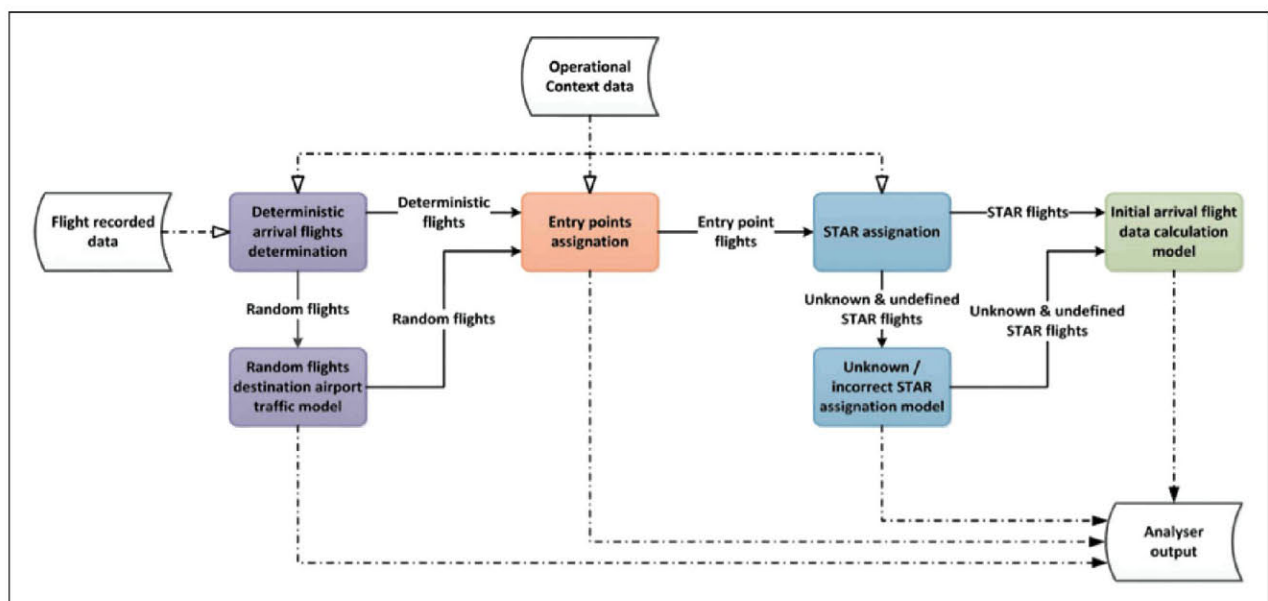 Operational
Context data
Flight recorded
data
Deterministic
arrival flights
determination
Deterministic
flights
Entry points
assignation
Entry point
flights
STAR assignation
STAR flights
Initial arrival flight
data calculation
model
Random flights
Random flights
Unknown & undefined
STAR flights
Unknown & undefined
STAR flights
Random flights
destination airport
traffic model
Unknown /
incorrect STAR
assignation model
Analyser
output